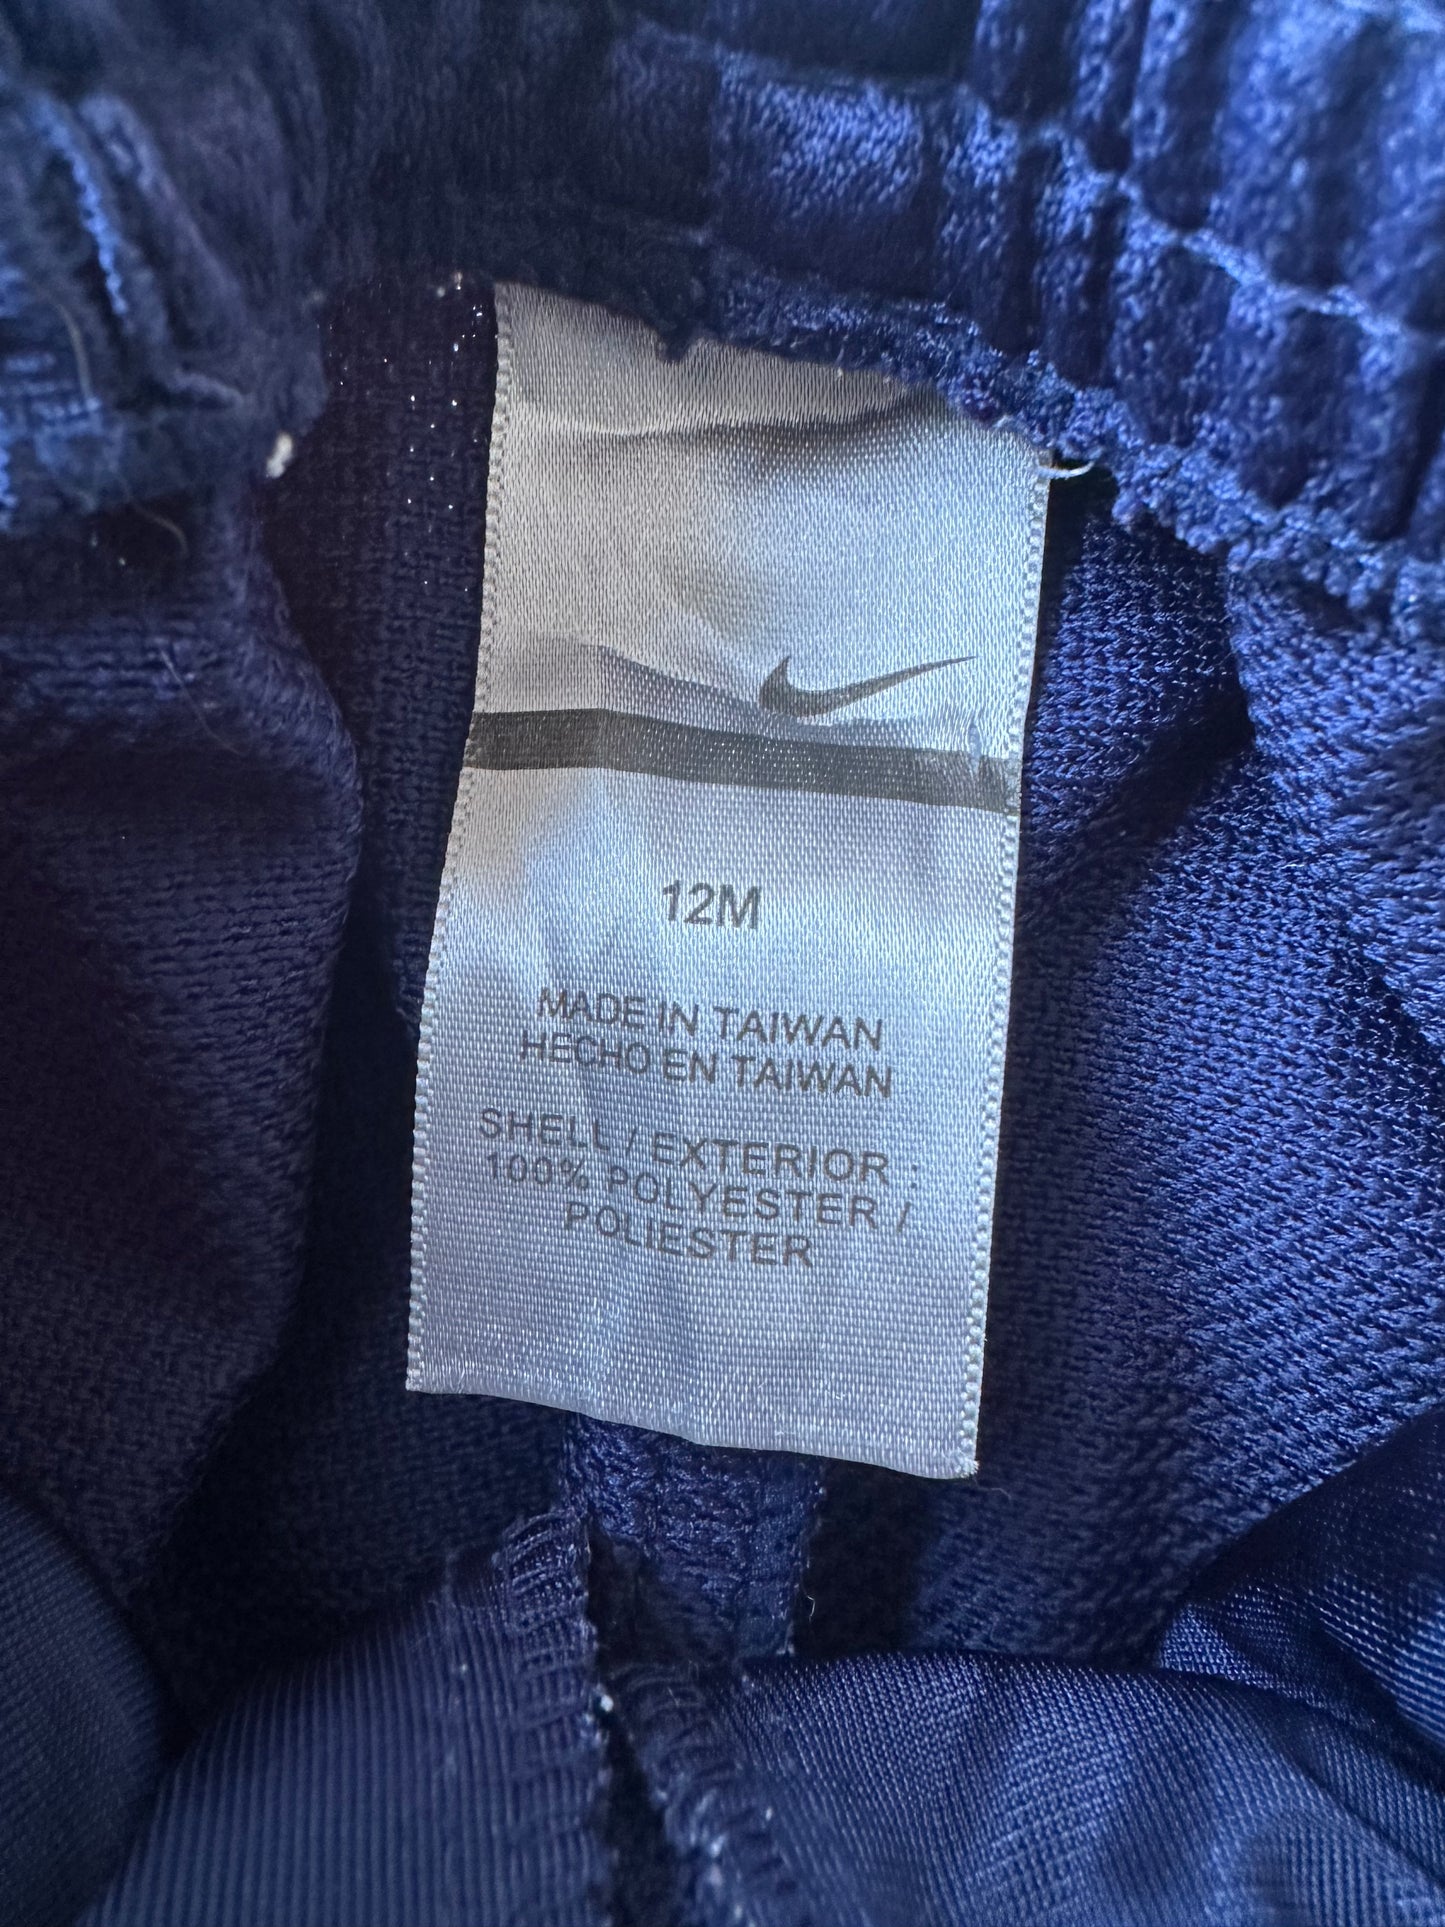 12M
MADE IN TAIWAN
HECHO EN TAIWAN
SHELL / EXTERIOR :
100% POLYESTER /
POLIESTER